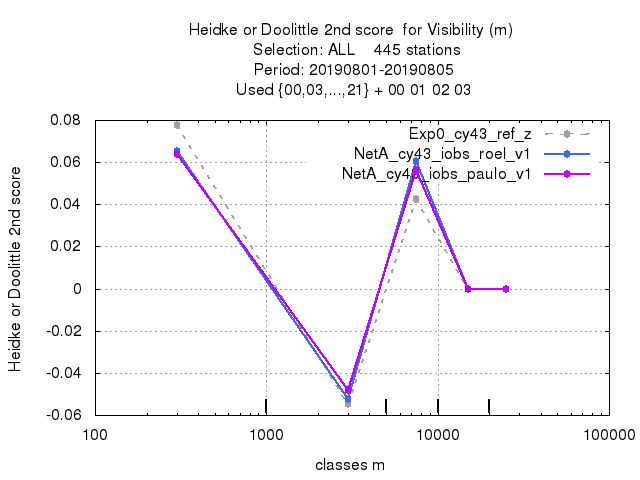 Heidke or Doolittle 2nd score for Visibility (m)
Selection: ALL 445 stations
Period: 20190801-20190805
Used {00,03,...,21} + 00 01 02 03
Exp0_cy43_ref_z
NetA_cy43_iobs_roel_v1
NetA_cy43_iobs_paulo_v1
Heidke or Doolittle 2nd score
0.08
0.06
0.04
0.02
0
-0.02
-0.04
-0.06
100
1000
10000
100000
classes m